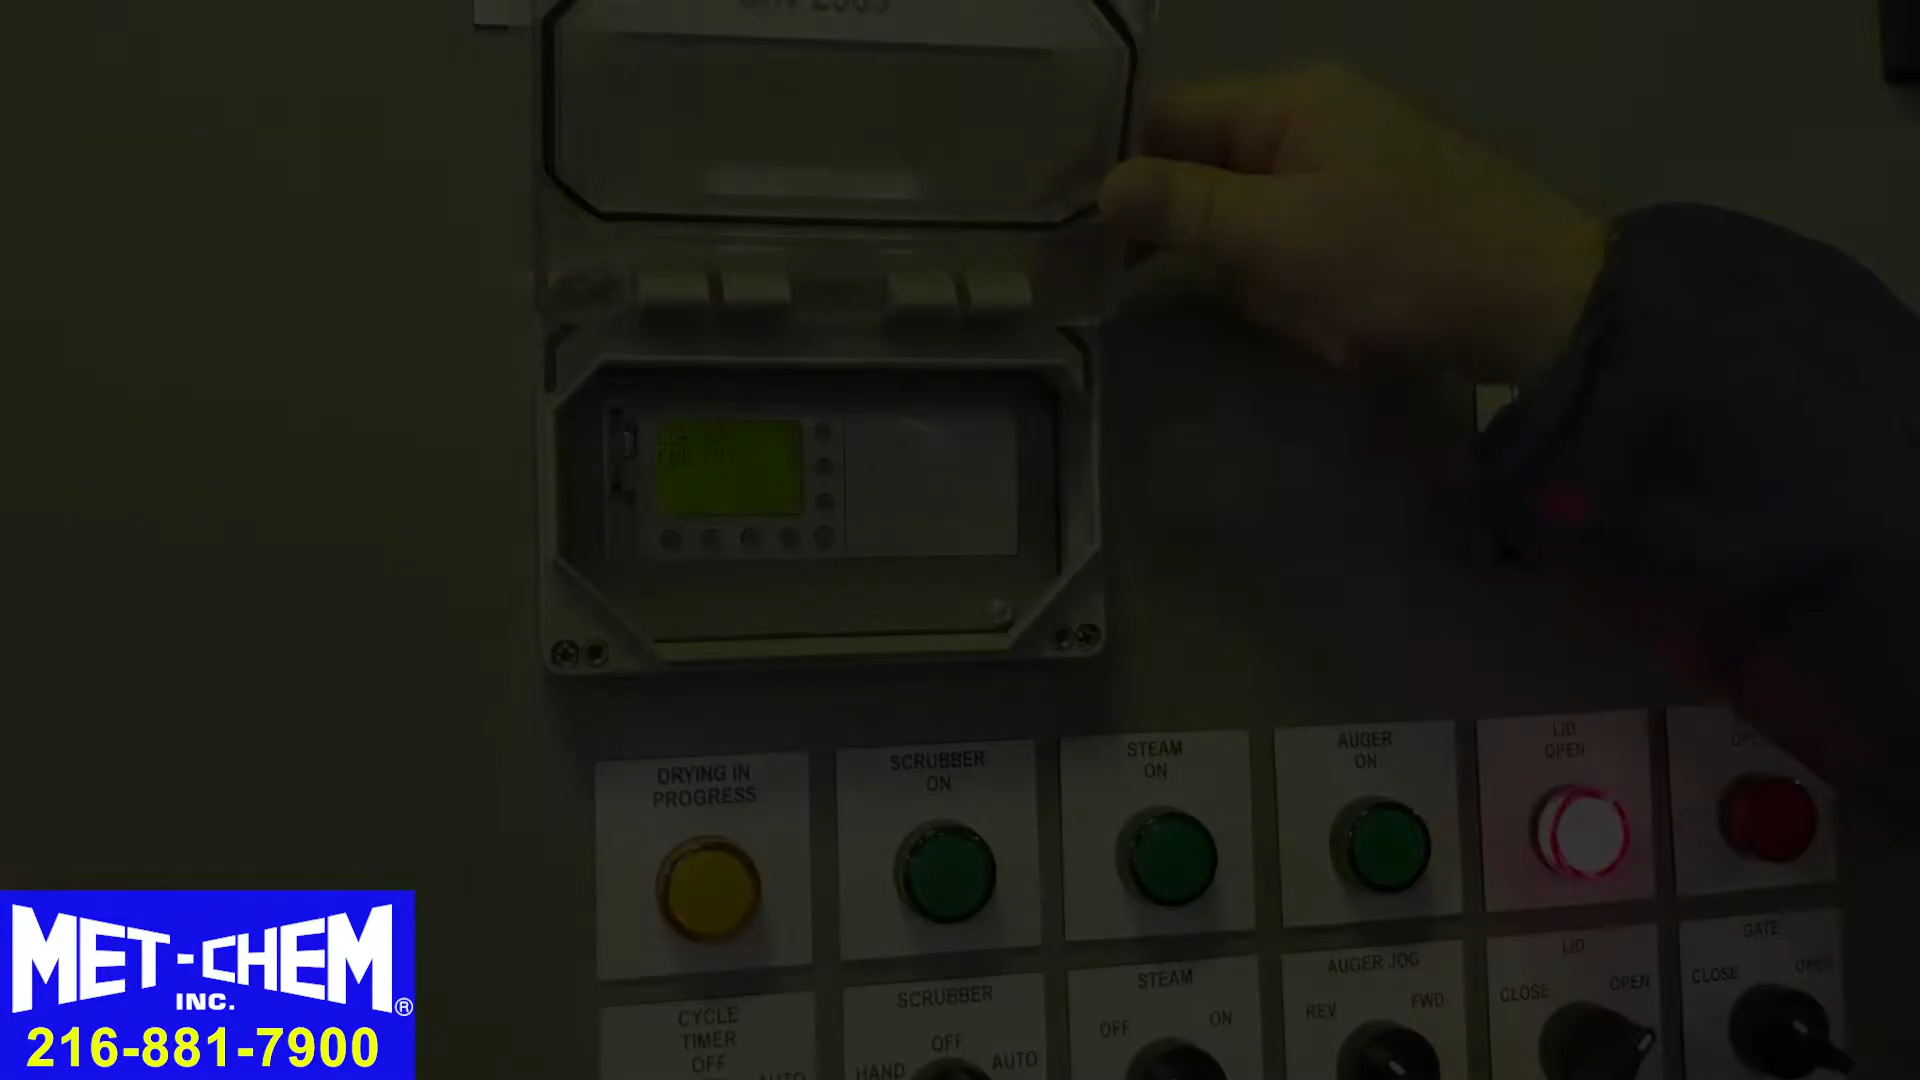 DRYING IN
PROGRESS
SCRUBBER
ON
STEAM
ON
AUGER
ON
LID
OPEN
CYCLE
TIMER
OFF
AUTO
SCRUBBER
OFF
HAND
AUTO
STEAM
OFF
ON
AUGER JOG
REV
FWD
LID
CLOSE
OPEN
GATE
CLOSE
OPEN
MET-CHEM
INC.
®
216-881-7900